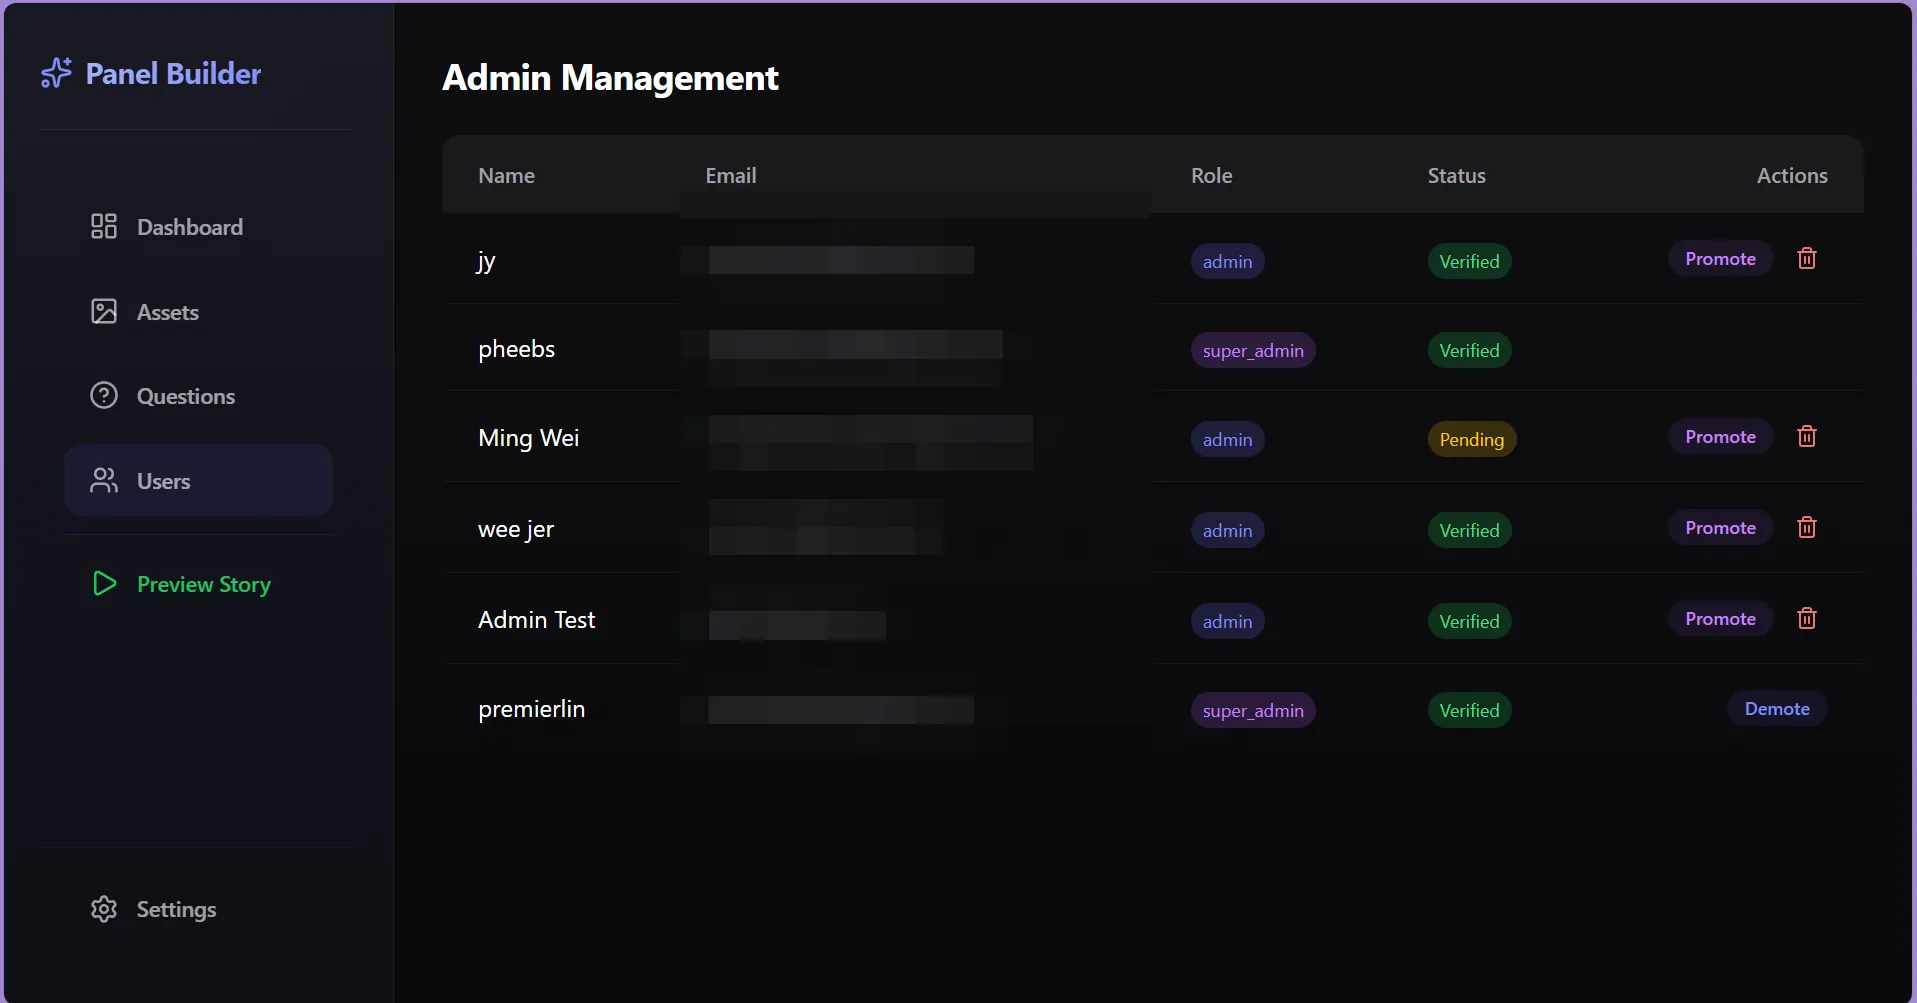 Panel Builder
Dashboard
Assets
Questions
Users
Preview Story
Settings
Admin Management
Name Email Role Status Actions
jy admin Verified Promote
pheebs super_admin Verified
Ming Wei admin Pending Promote
wee jer admin Verified Promote
Admin Test admin Verified Promote
premierlin super_admin Verified Demote